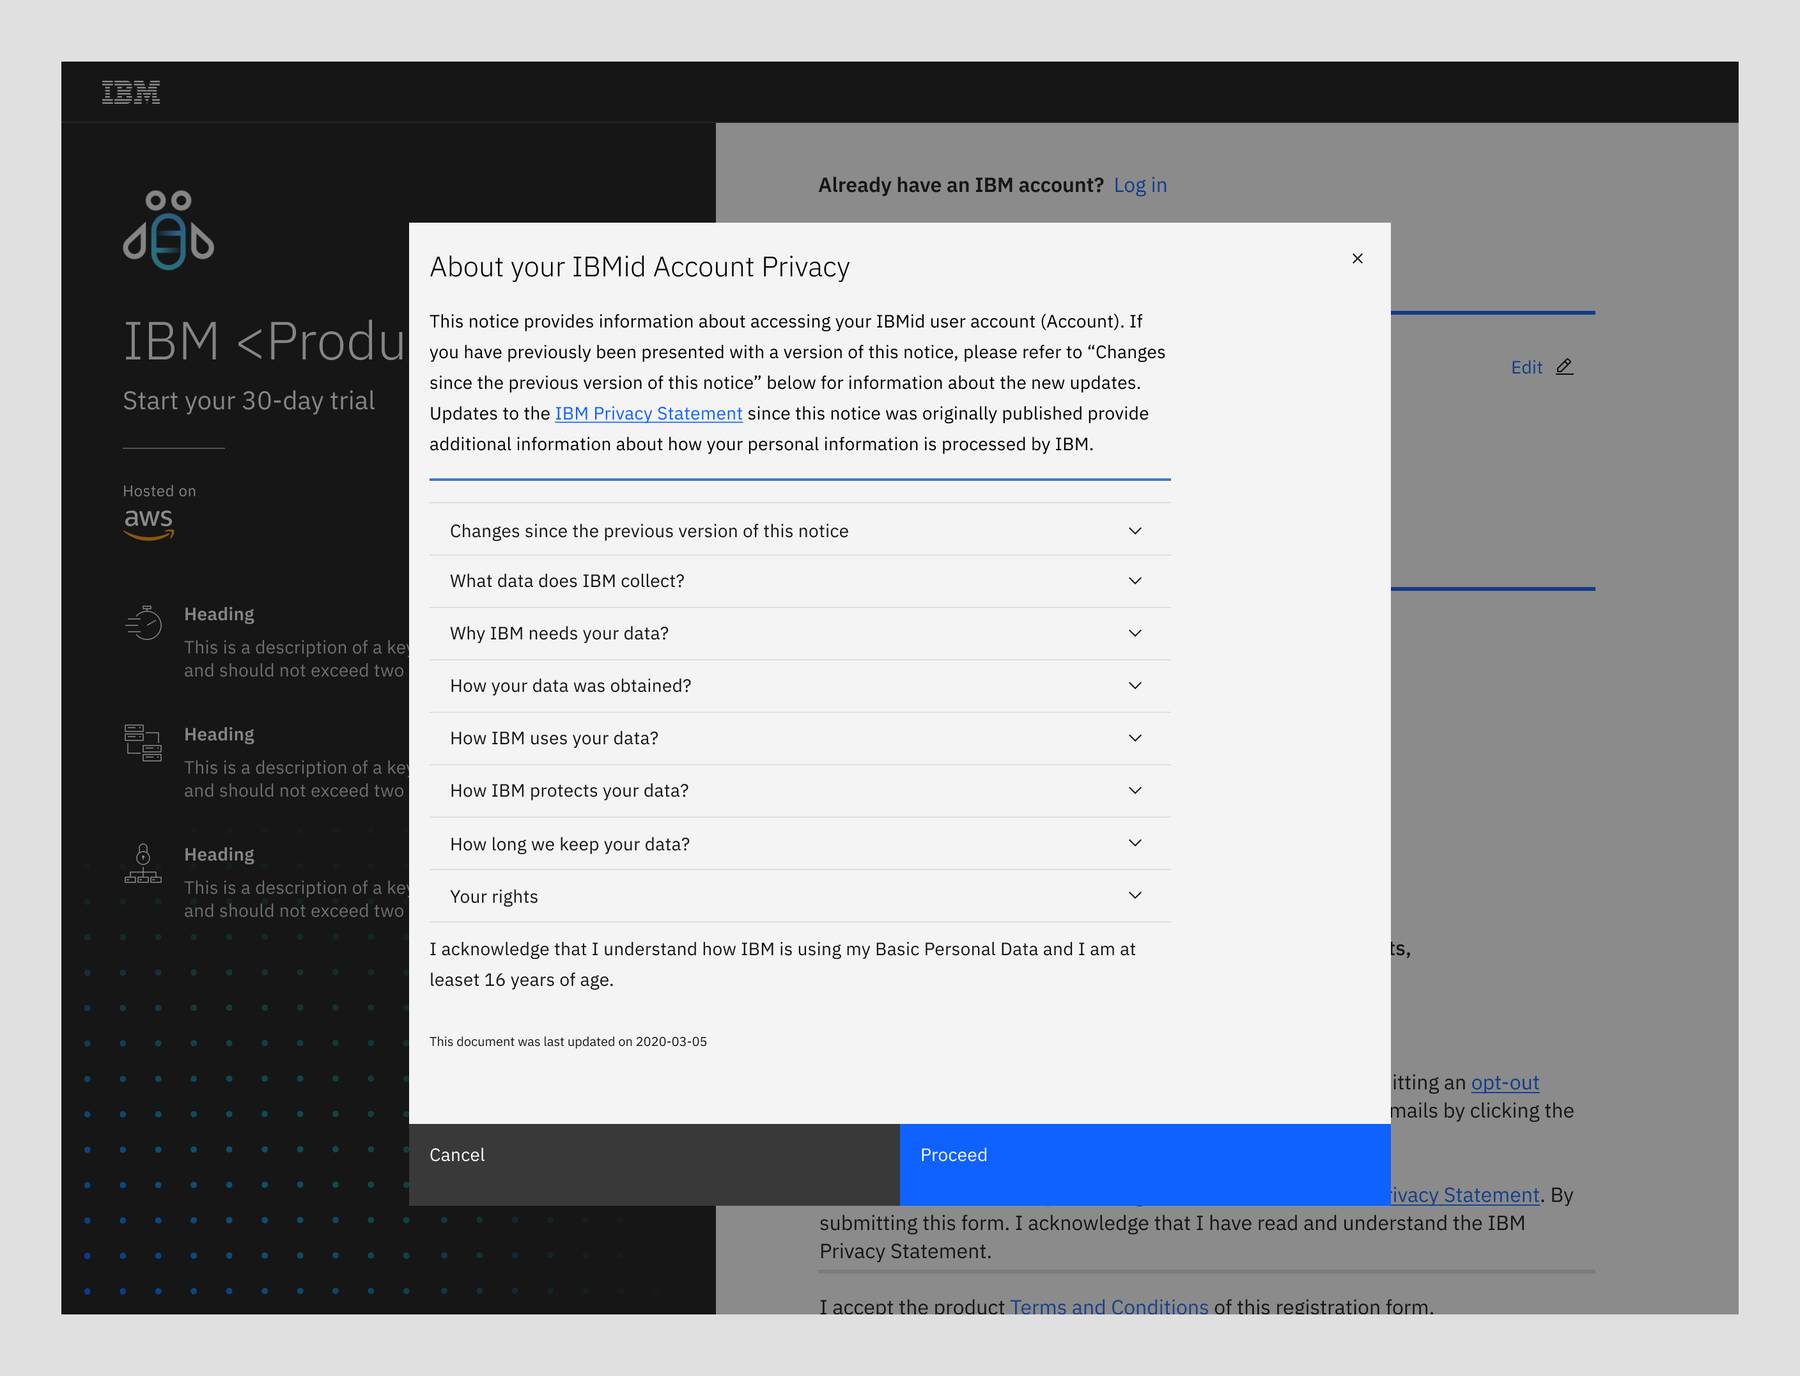 IBM
Already have an IBM account? Log in
IBM <Produ
Start your 30-day trial
Hosted on
aws
Heading
This is a description of a key
and should not exceed two
Heading
This is a description of a key
and should not exceed two
Heading
This is a description of a key
and should not exceed two
About your IBMid Account Privacy
This notice provides information about accessing your IBMid user account (Account). If
you have previously been presented with a version of this notice, please refer to “Changes
since the previous version of this notice” below for information about the new updates.
Updates to the IBM Privacy Statement since this notice was originally published provide
additional information about how your personal information is processed by IBM.
Changes since the previous version of this notice
What data does IBM collect?
Why IBM needs your data?
How your data was obtained?
How IBM uses your data?
How IBM protects your data?
How long we keep your data?
Your rights
I acknowledge that I understand how IBM is using my Basic Personal Data and I am at
leaset 16 years of age.
This document was last updated on 2020-03-05
Cancel
Proceed
Edit
ts,
itting an opt-out
mails by clicking the
rivacy Statement. By
submitting this form. I acknowledge that I have read and understand the IBM
Privacy Statement.
I accept the product Terms and Conditions of this registration form.